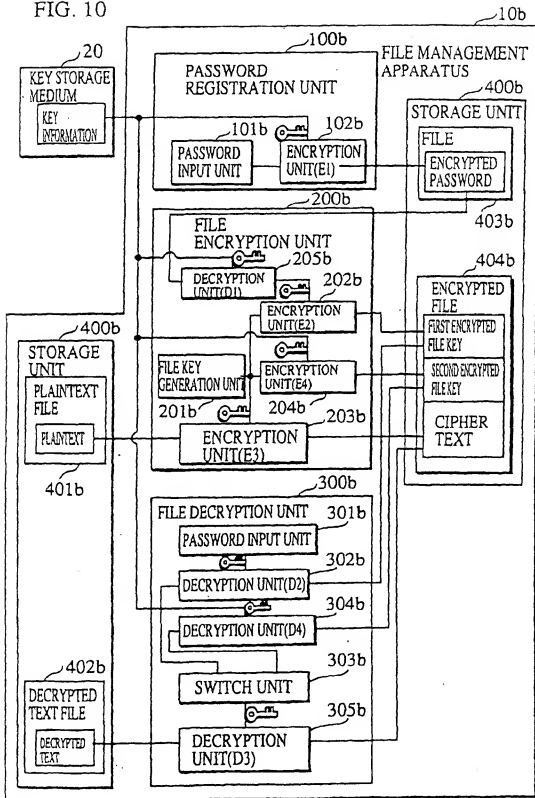 FIG. 10
10b
20
KEY STORAGE
MEDIUM
KEY
INFORMATION
100b
PASSWORD
REGISTRATION UNIT
101b
102b
PASSWORD
INPUT UNIT
ENCRYPTION
UNIT(E1)
FILE MANAGEMENT
APPARATUS
400b
STORAGE UNIT
FILE
ENCRYPTED
PASSWORD
403b
200b
FILE
ENCRYPTION UNIT
205b
DECRYPTION
UNIT(D1)
202b
ENCRYPTION
UNIT(E2)
FILE KEY
GENERATION UNIT
201b
ENCRYPTION
UNIT(E4)
204b
203b
ENCRYPTION
UNIT(E3)
404b
ENCRYPTED
FILE
FIRST ENCRYPTED
FILE KEY
SECOND ENCRYPTED
FILE KEY
CIPHER
TEXT
400b
STORAGE
UNIT
PLAINTEXT
FILE
PLAINTEXT
401b
300b
FILE DECRYPTION UNIT
301b
PASSWORD INPUT UNIT
302b
DECRYPTION UNIT(D2)
304b
DECRYPTION UNIT(D4)
303b
SWITCH UNIT
305b
DECRYPTION
UNIT(D3)
402b
DECRYPTED
TEXT FILE
DECRYPTED
TEXT